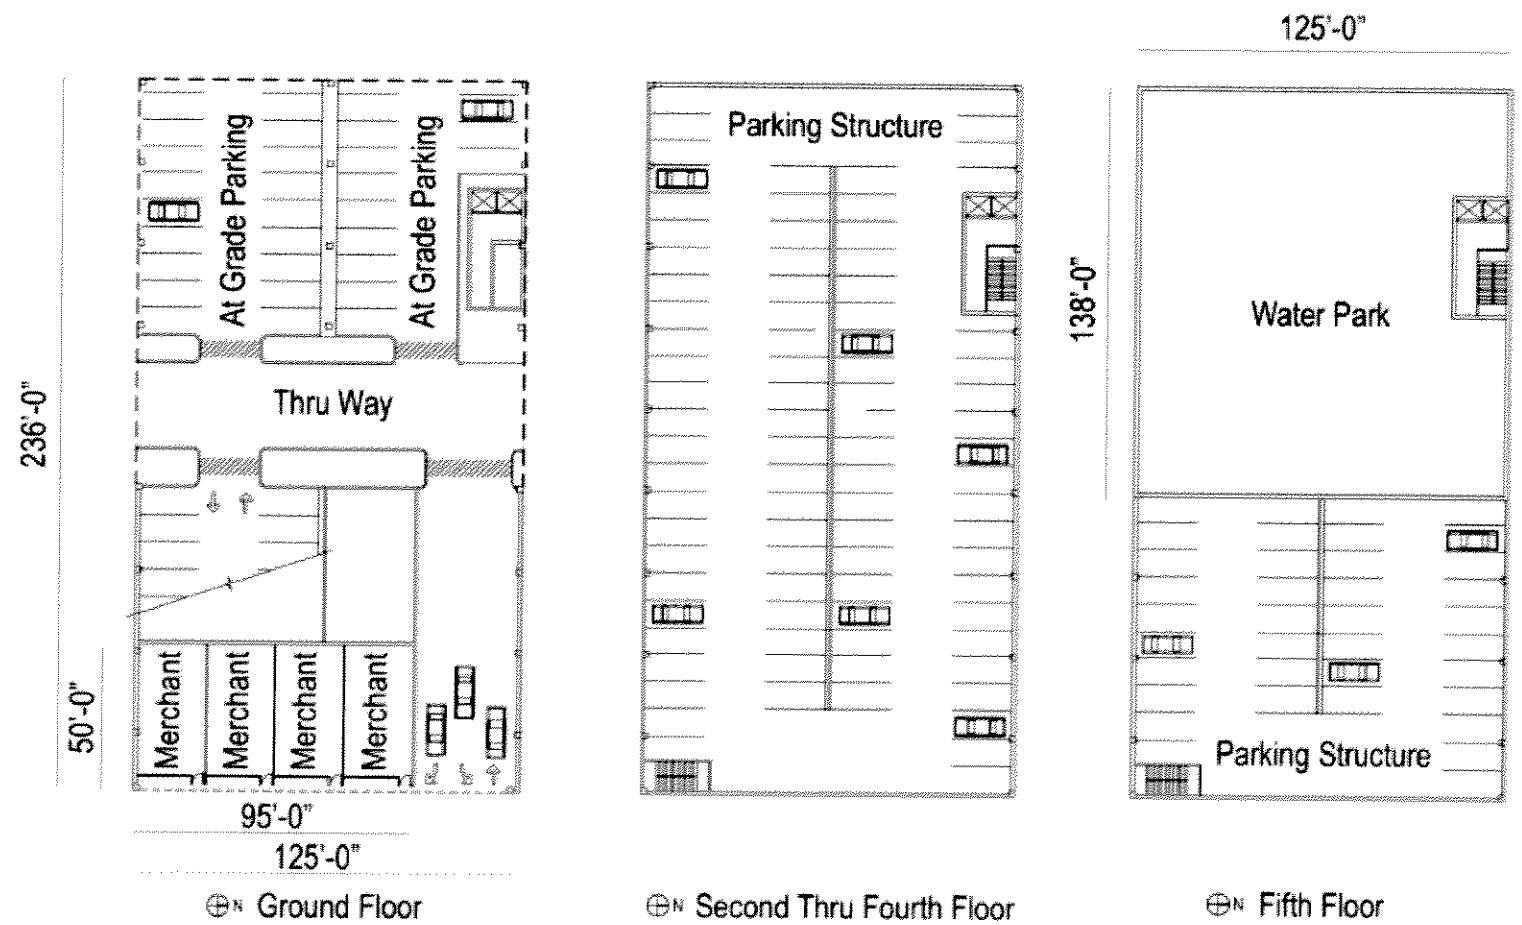 125'-0"
At Grade Parking
At Grade Parking
Parking Structure
138'-0"
Water Park
236'-0"
Thru Way
50'-0"
Merchant
Merchant
Merchant
Merchant
Parking Structure
95'-0"
125'-0"
N Ground Floor
N Second Thru Fourth Floor
N Fifth Floor